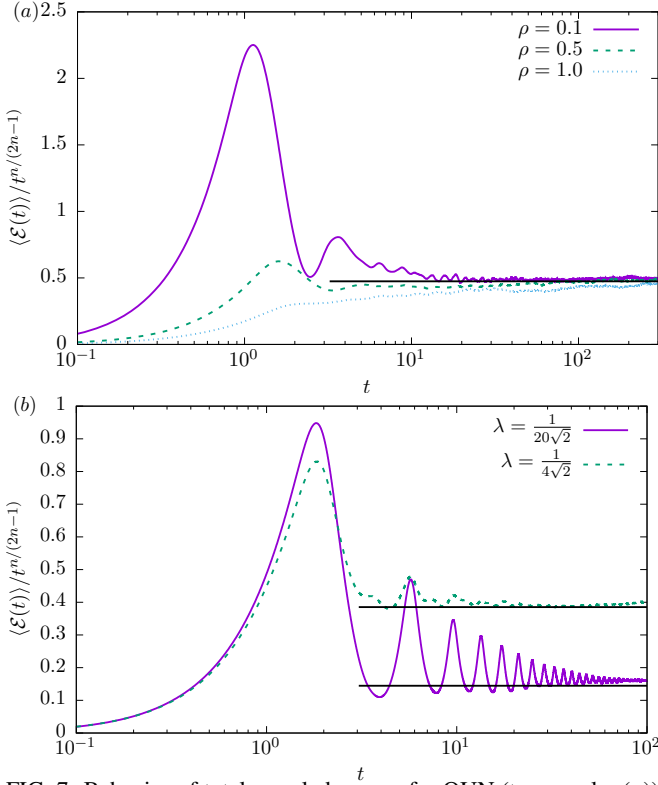 (a)
2.5
2
1.5
1
0.5
0
⟨ℰ(t)⟩/t^{n/(2n−1)}
ρ = 0.1
ρ = 0.5
ρ = 1.0
10^{−1} 10^{0} 10^{1} 10^{2}
t
(b)
1
0.9
0.8
0.7
0.6
0.5
0.4
0.3
0.2
0.1
0
⟨ℰ(t)⟩/t^{n/(2n−1)}
λ = 1/(20√2)
λ = 1/(4√2)
10^{−1} 10^{0} 10^{1} 10^{2}
t